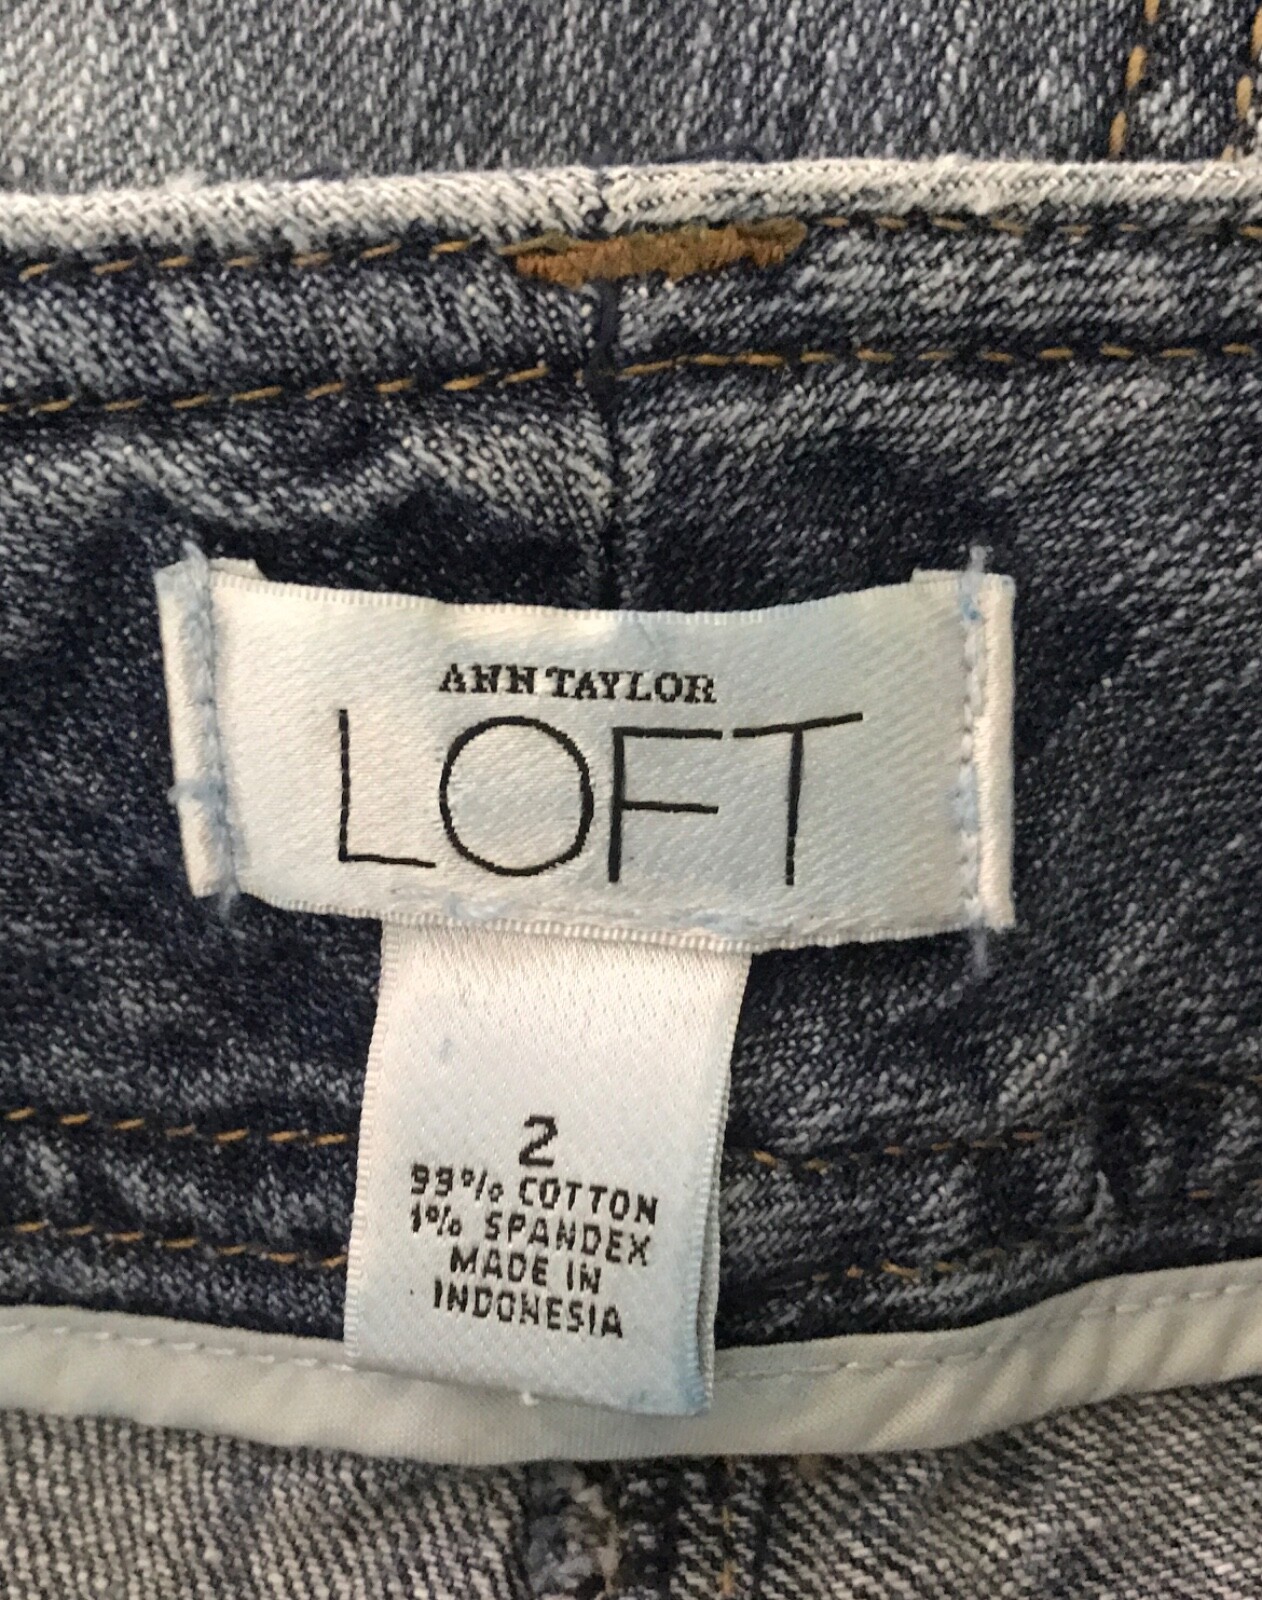 ANN TAYLOR
LOFT
2
99% COTTON
1% SPANDEX
MADE IN
INDONESIA